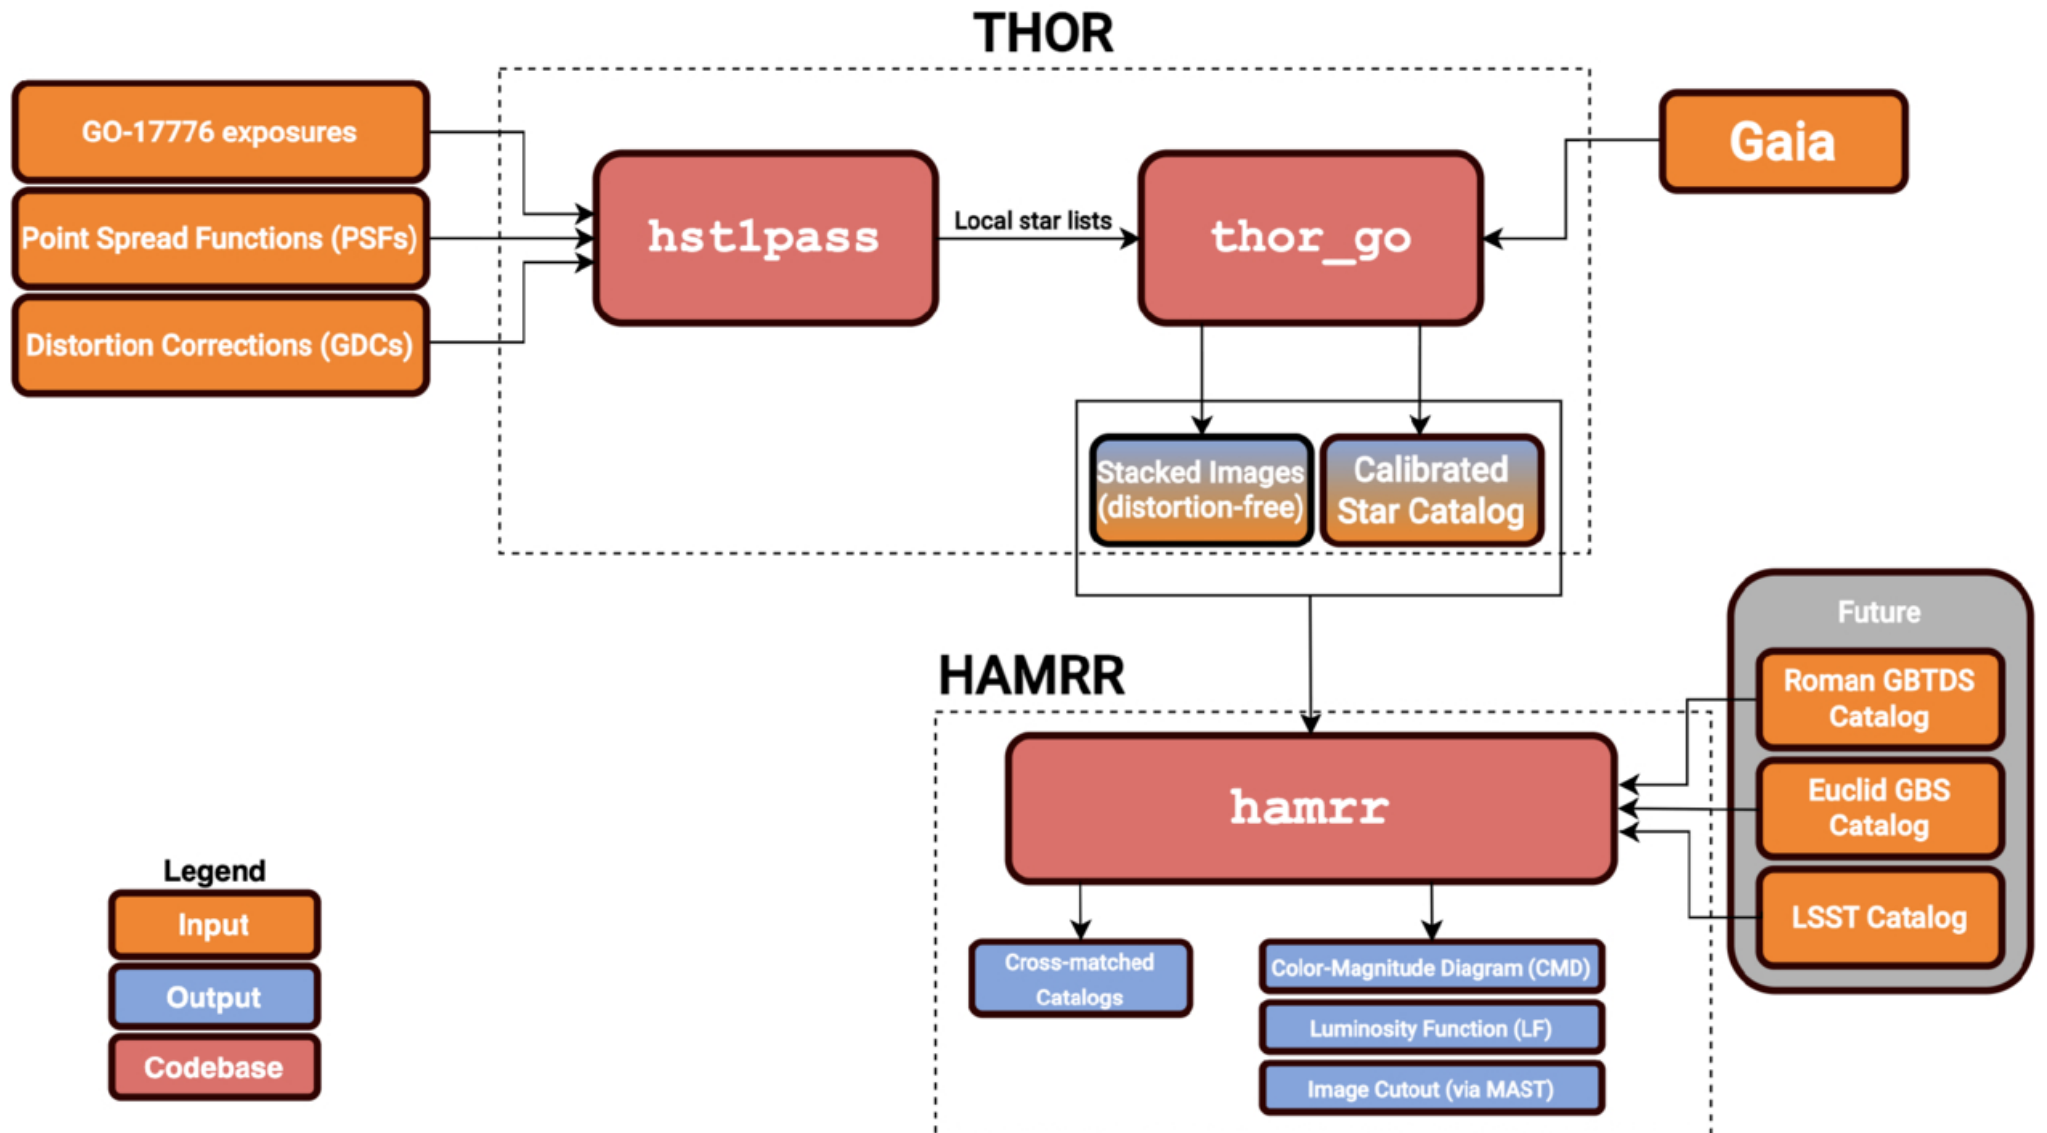 THOR
GO-17776 exposures
Point Spread Functions (PSFs)
Distortion Corrections (GDCs)
hst1pass
Local star lists
thor_go
Gaia
Stacked Images
(distortion-free)
Calibrated
Star Catalog
HAMRR
hamrr
Future
Roman GBTDS
Catalog
Euclid GBS
Catalog
LSST Catalog
Cross-matched
Catalogs
Color-Magnitude Diagram (CMD)
Luminosity Function (LF)
Image Cutout (via MAST)
Legend
Input
Output
Codebase